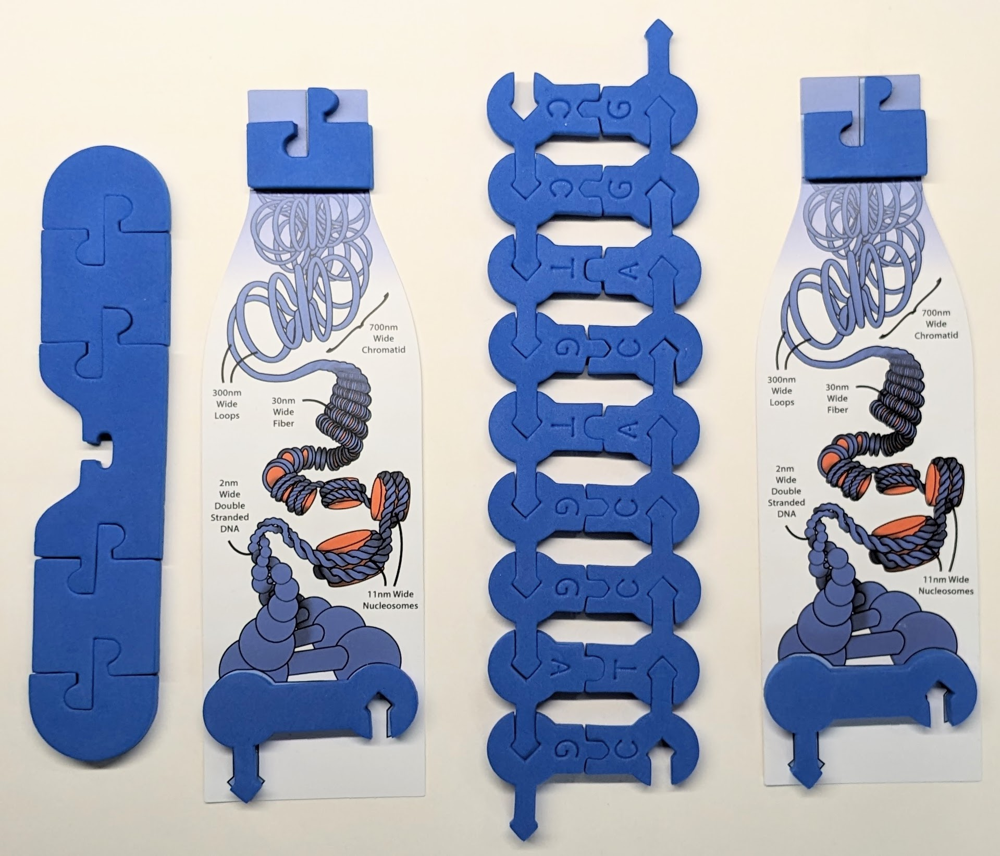 700nm
Wide
Chromatid
300nm
Wide
Loops
30nm
Wide
Fiber
2nm
Wide
Double
Stranded
DNA
11nm Wide
Nucleosomes
C G
C G
T A
G C
T A
G C
G C
A T
G C
700nm
Wide
Chromatid
300nm
Wide
Loops
30nm
Wide
Fiber
2nm
Wide
Double
Stranded
DNA
11nm Wide
Nucleosomes